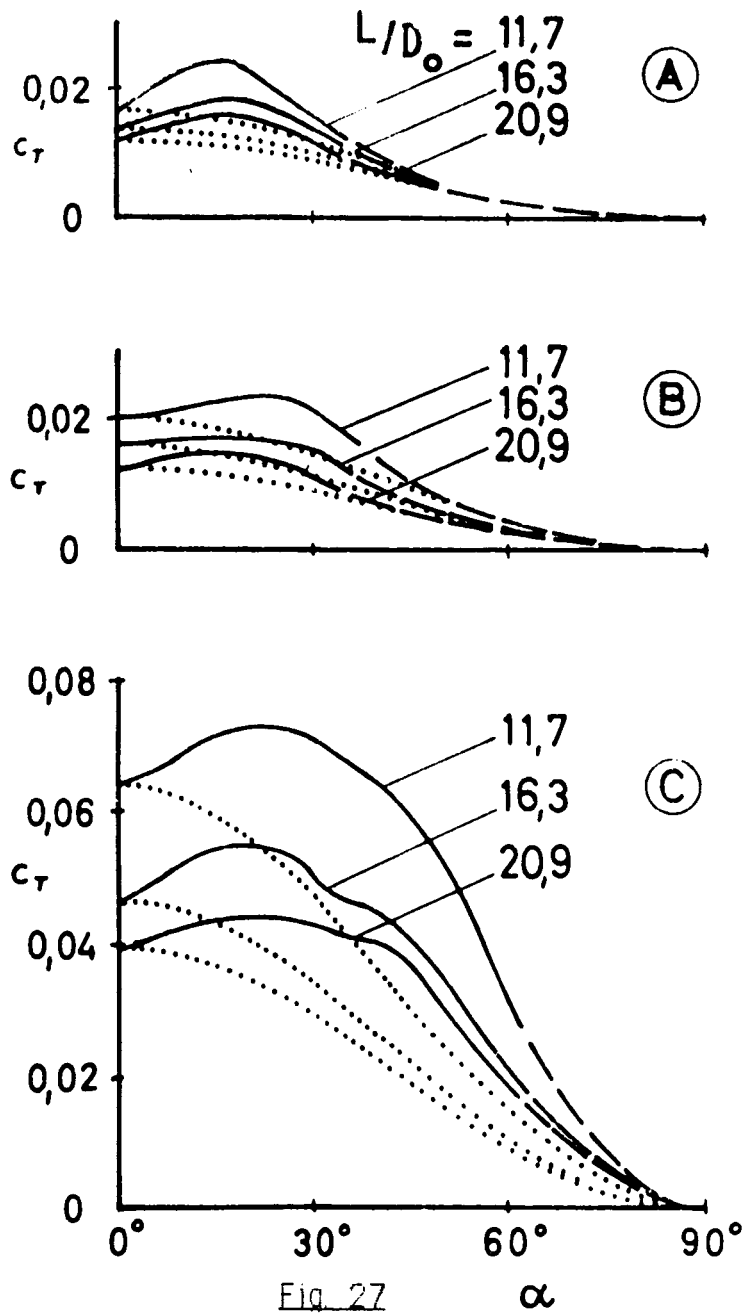 L/D₀ = 11,7
16,3
20,9
A
0,02
c_T
0
11,7
16,3
20,9
B
0,02
c_T
0
0,08
11,7
16,3
20,9
C
0,06
c_T
0,04
0,02
0
0° 30° 60° 90°
Fig. 27 α